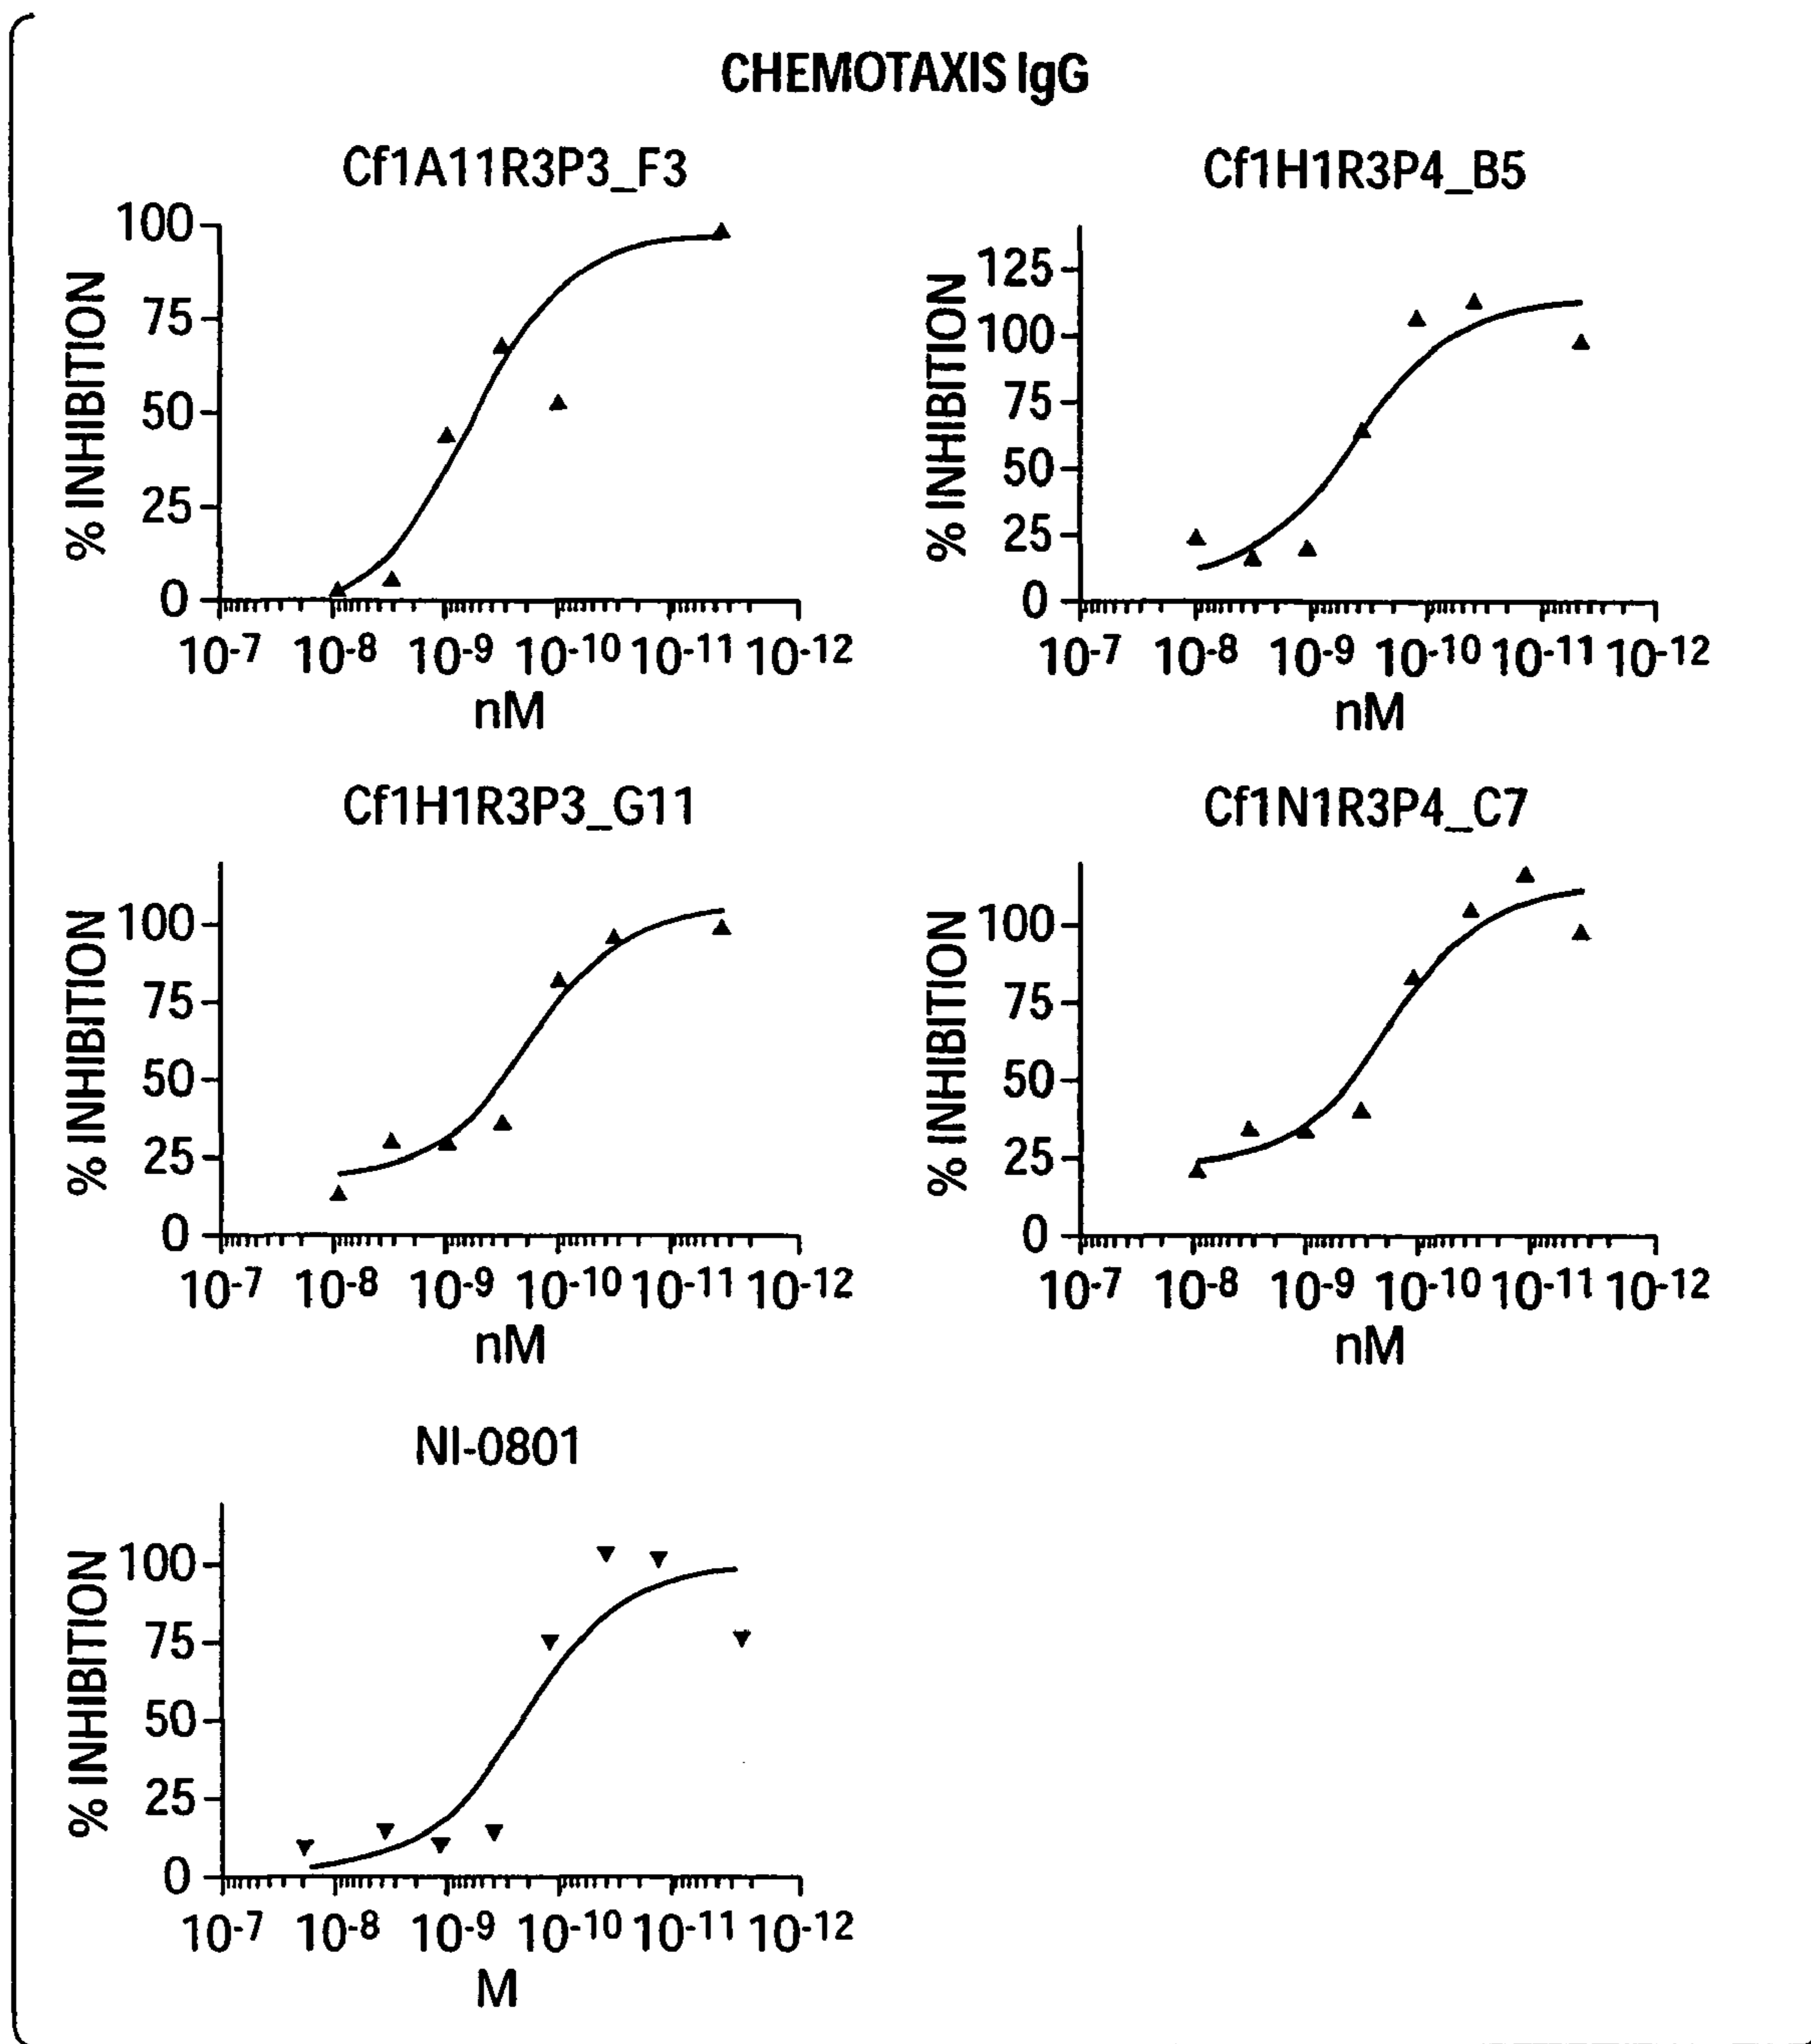 CHEMOTAXIS IgG
Cf1A11R3P3_F3
% INHIBITION
100
75
50
25
0
10-7 10-8 10-9 10-10 10-11 10-12
nM
Cf1H1R3P4_B5
% INHIBITION
125
100
75
50
25
0
10-7 10-8 10-9 10-10 10-11 10-12
nM
Cf1H1R3P3_G11
% INHIBITION
100
75
50
25
0
10-7 10-8 10-9 10-10 10-11 10-12
nM
Cf1N1R3P4_C7
% INHIBITION
100
75
50
25
0
10-7 10-8 10-9 10-10 10-11 10-12
nM
NI-0801
% INHIBITION
100
75
50
25
0
10-7 10-8 10-9 10-10 10-11 10-12
M